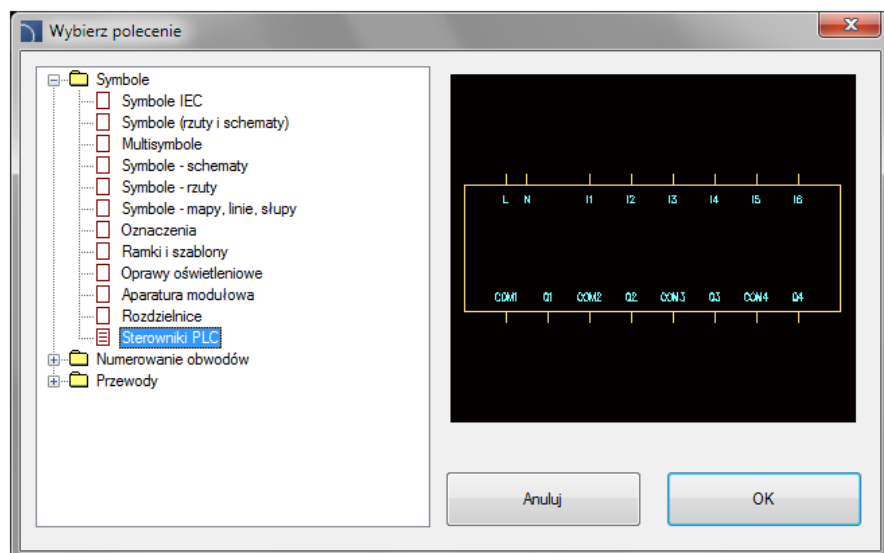 Wybierz polecenie
Symbole
Symbole IEC
Symbole (rzuty i schematy)
Multisymbole
Symbole - schematy
Symbole - rzuty
Symbole - mapy, linie, słupy
Oznaczenia
Ramki i szablony
Oprawy oświetleniowe
Aparatura modułowa
Rozdzielnice
Sterowniki PLC
Numerowanie obwodów
Przewody
L N I1 I2 I3 I4 I5 I6
COM1 Q1 COM2 Q2 COM3 Q3 COM4 Q4
Anuluj OK